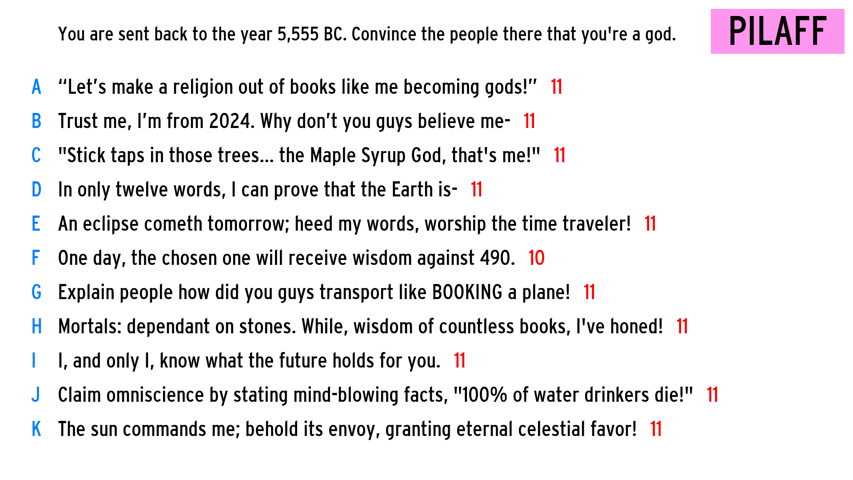 You are sent back to the year 5,555 BC. Convince the people there that you're a god.
PILAFF
A “Let’s make a religion out of books like me becoming gods!” 11
B Trust me, I’m from 2024. Why don’t you guys believe me- 11
C "Stick taps in those trees... the Maple Syrup God, that's me!" 11
D In only twelve words, I can prove that the Earth is- 11
E An eclipse cometh tomorrow; heed my words, worship the time traveler! 11
F One day, the chosen one will receive wisdom against 490. 10
G Explain people how did you guys transport like BOOKING a plane! 11
H Mortals: dependant on stones. While, wisdom of countless books, I've honed! 11
I I, and only I, know what the future holds for you. 11
J Claim omniscience by stating mind-blowing facts, "100% of water drinkers die!" 11
K The sun commands me; behold its envoy, granting eternal celestial favor! 11